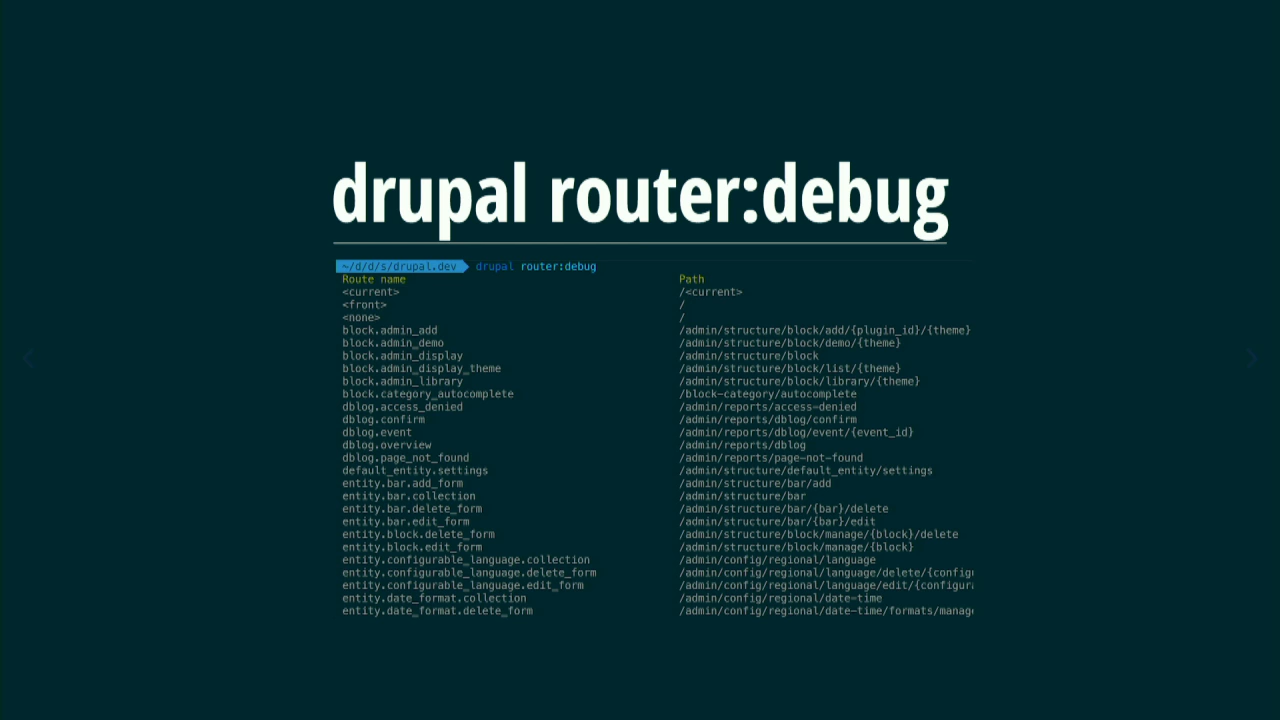 drupal router:debug
~/d/d/s/drupal.dev drupal router:debug
Route name Path
<current> /<current>
<front> /
<none> /
block.admin_add /admin/structure/block/add/{plugin_id}/{theme}
block.admin_demo /admin/structure/block/demo/{theme}
block.admin_display /admin/structure/block
block.admin_display_theme /admin/structure/block/list/{theme}
block.admin_library /admin/structure/block/library/{theme}
block.category_autocomplete /block-category/autocomplete
dblog.access_denied /admin/reports/access-denied
dblog.confirm /admin/reports/dblog/confirm
dblog.event /admin/reports/dblog/event/{event_id}
dblog.overview /admin/reports/dblog
dblog.page_not_found /admin/reports/page-not-found
default_entity.settings /admin/structure/default_entity/settings
entity.bar.add_form /admin/structure/bar/add
entity.bar.collection /admin/structure/bar
entity.bar.delete_form /admin/structure/bar/{bar}/delete
entity.bar.edit_form /admin/structure/bar/{bar}/edit
entity.block.delete_form /admin/structure/block/manage/{block}/delete
entity.block.edit_form /admin/structure/block/manage/{block}
entity.configurable_language.collection /admin/config/regional/language
entity.configurable_language.delete_form /admin/config/regional/language/delete/{configu
entity.configurable_language.edit_form /admin/config/regional/language/edit/{configura
entity.date_format.collection /admin/config/regional/date-time
entity.date_format.delete_form /admin/config/regional/date-time/formats/manage